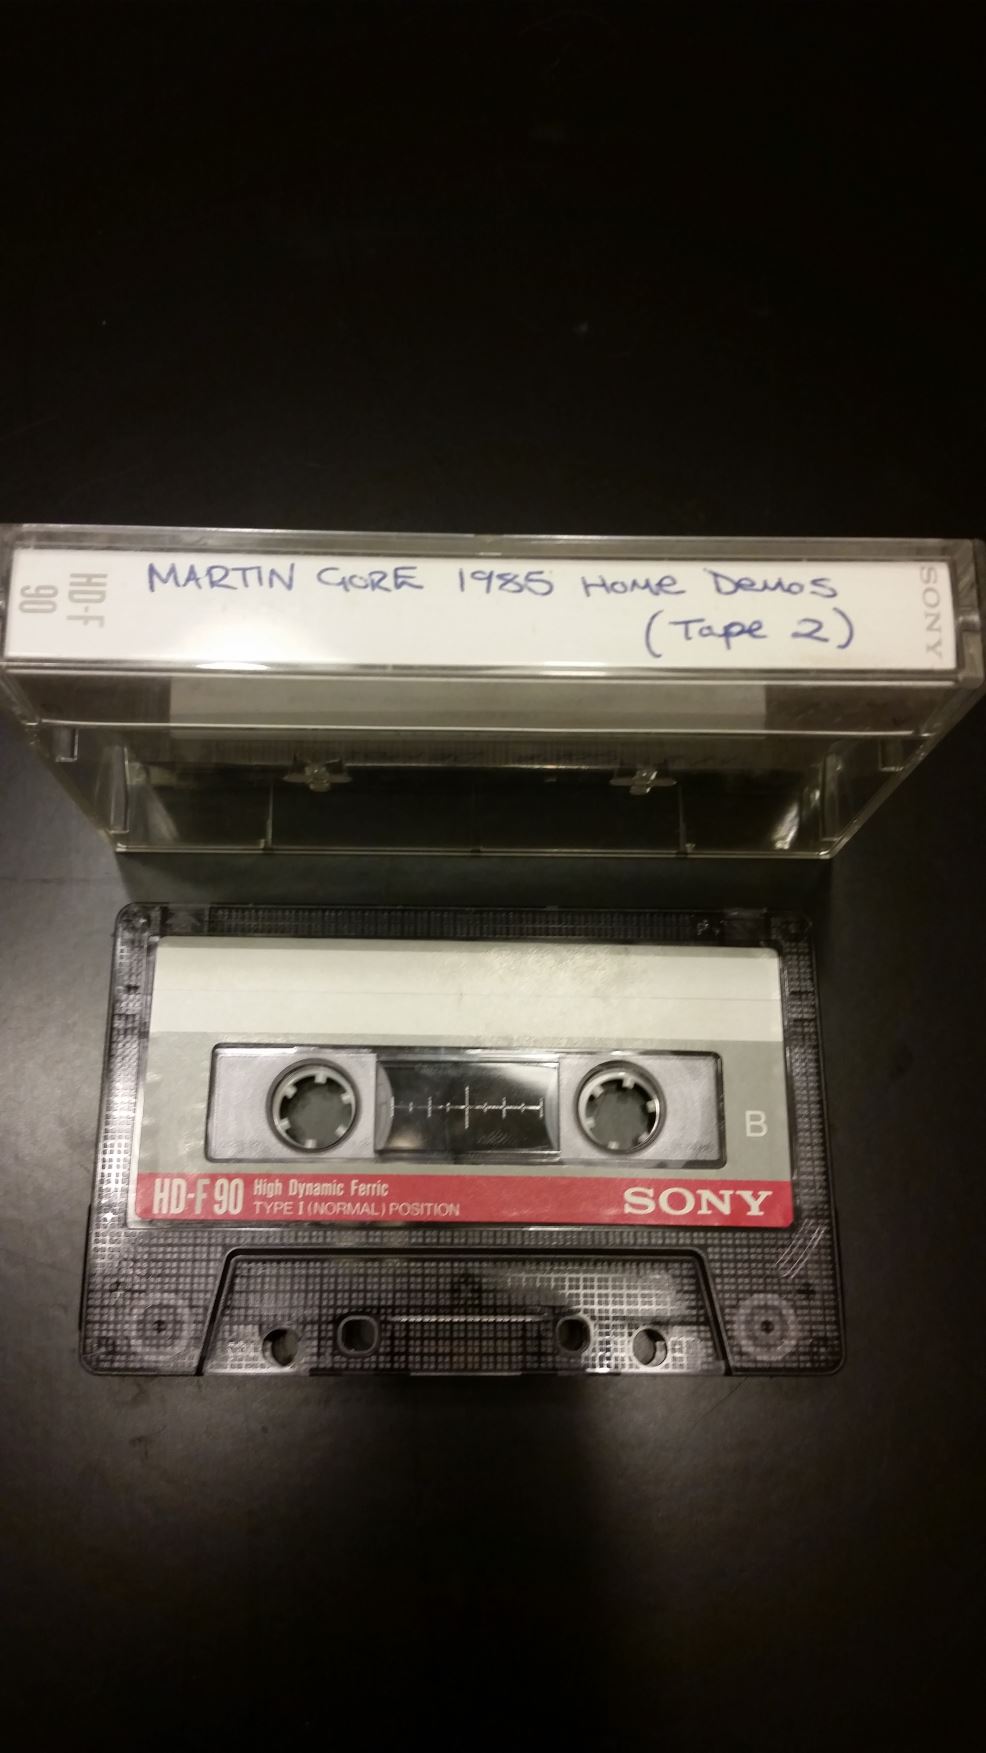 MARTIN GORE 1985 Home Demos
(Tape 2)
HD-F
90
SONY
B
HD-F 90 High Dynamic Ferric
TYPE I (NORMAL) POSITION
SONY